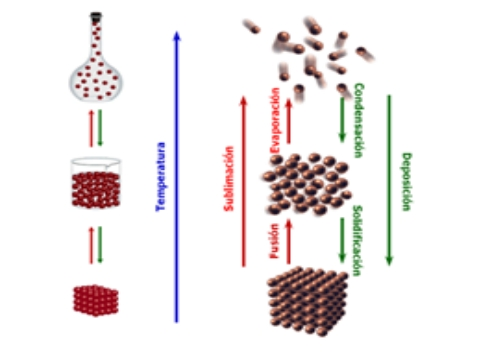 Temperatura
Sublimación
Evaporación
Fusión
Condensación
Solidificación
Deposición